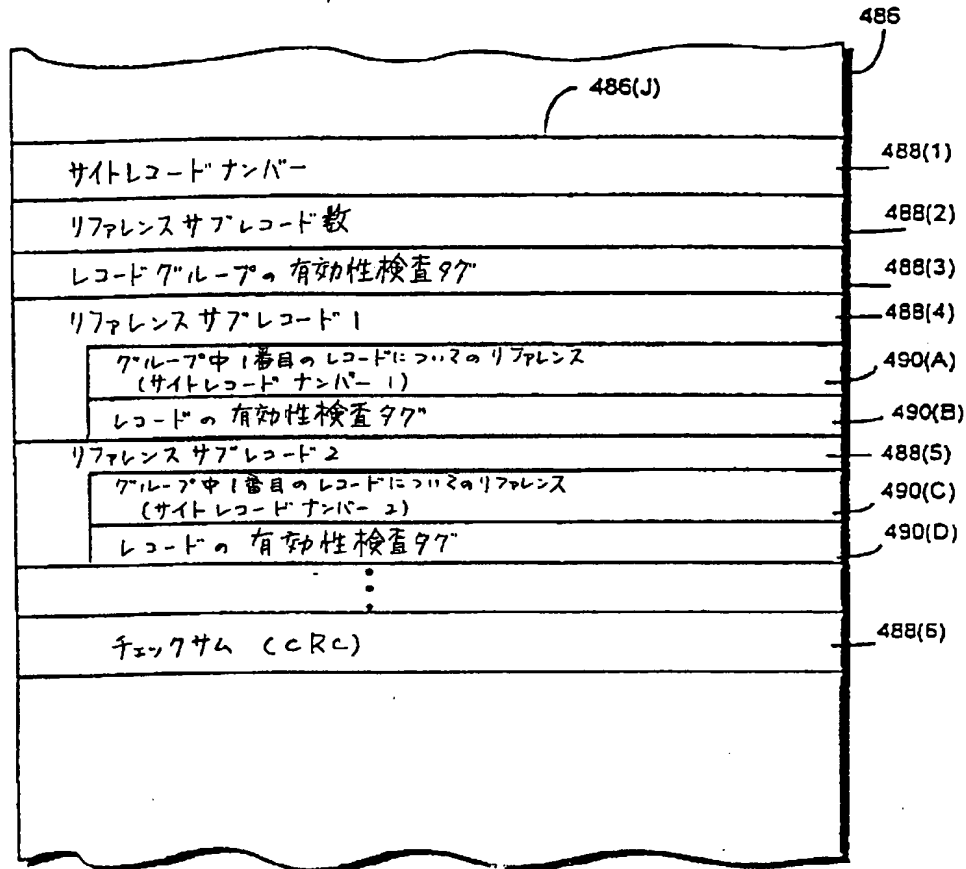 486
486(J)
サイトレコードナンバー 488(1)
リファレンスサブレコード数 488(2)
レコードグループの有効性検査タグ 488(3)
リファレンスサブレコード1 488(4)
グループ中1番目のレコードについてのリファレンス
(サイトレコードナンバー 1) 490(A)
レコードの有効性検査タグ 490(B)
リファレンスサブレコード2 488(5)
グループ中1番目のレコードについてのリファレンス
(サイトレコードナンバー 2) 490(C)
レコードの有効性検査タグ 490(D)
チェックサム (CRC) 488(6)